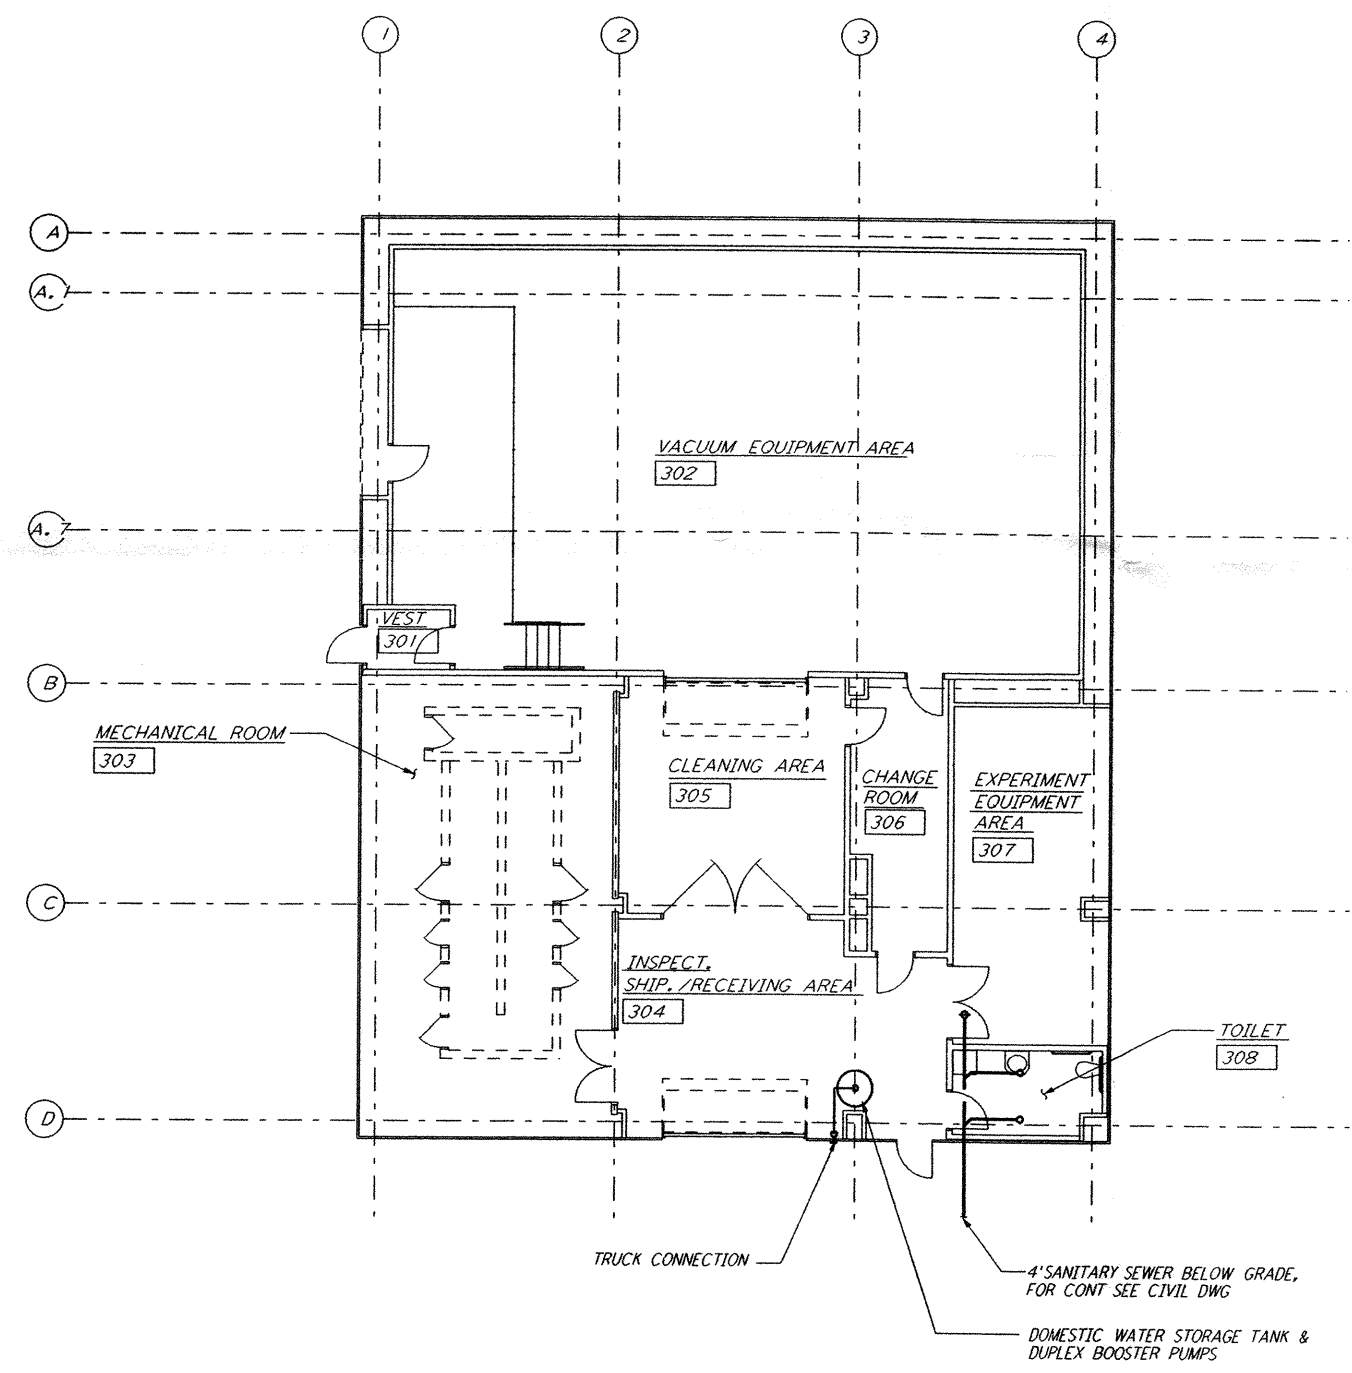 1
2
3
4
A
A.
A.7
VACUUM EQUIPMENT AREA
302
VEST
301
B
MECHANICAL ROOM
303
CLEANING AREA
305
CHANGE
ROOM
306
EXPERIMENT
EQUIPMENT
AREA
307
C
INSPECT.
SHIP./RECEIVING AREA
304
TOILET
308
D
TRUCK CONNECTION
4'SANITARY SEWER BELOW GRADE,
FOR CONT SEE CIVIL DWG
DOMESTIC WATER STORAGE TANK &
DUPLEX BOOSTER PUMPS